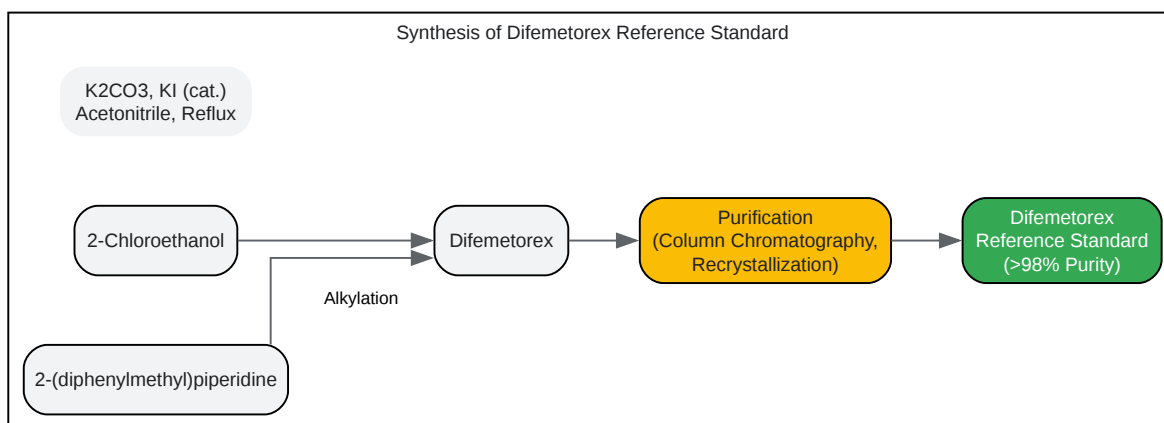 Synthesis of Difemetorex Reference Standard
K2CO3, KI (cat.)
Acetonitrile, Reflux
2-Chloroethanol
Difemetorex
Purification
(Column Chromatography,
Recrystallization)
Difemetorex
Reference Standard
(>98% Purity)
Alkylation
2-(diphenylmethyl)piperidine